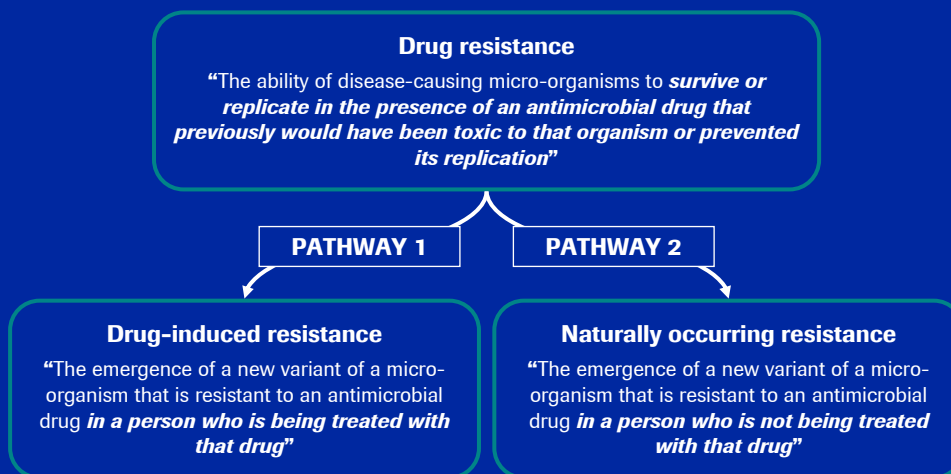 Drug resistance
“The ability of disease-causing micro-organisms to survive or
replicate in the presence of an antimicrobial drug that
previously would have been toxic to that organism or prevented
its replication”
PATHWAY 1
PATHWAY 2
Drug-induced resistance
“The emergence of a new variant of a micro-
organism that is resistant to an antimicrobial
drug in a person who is being treated with
that drug”
Naturally occurring resistance
“The emergence of a new variant of a micro-
organism that is resistant to an antimicrobial
drug in a person who is not being treated
with that drug”